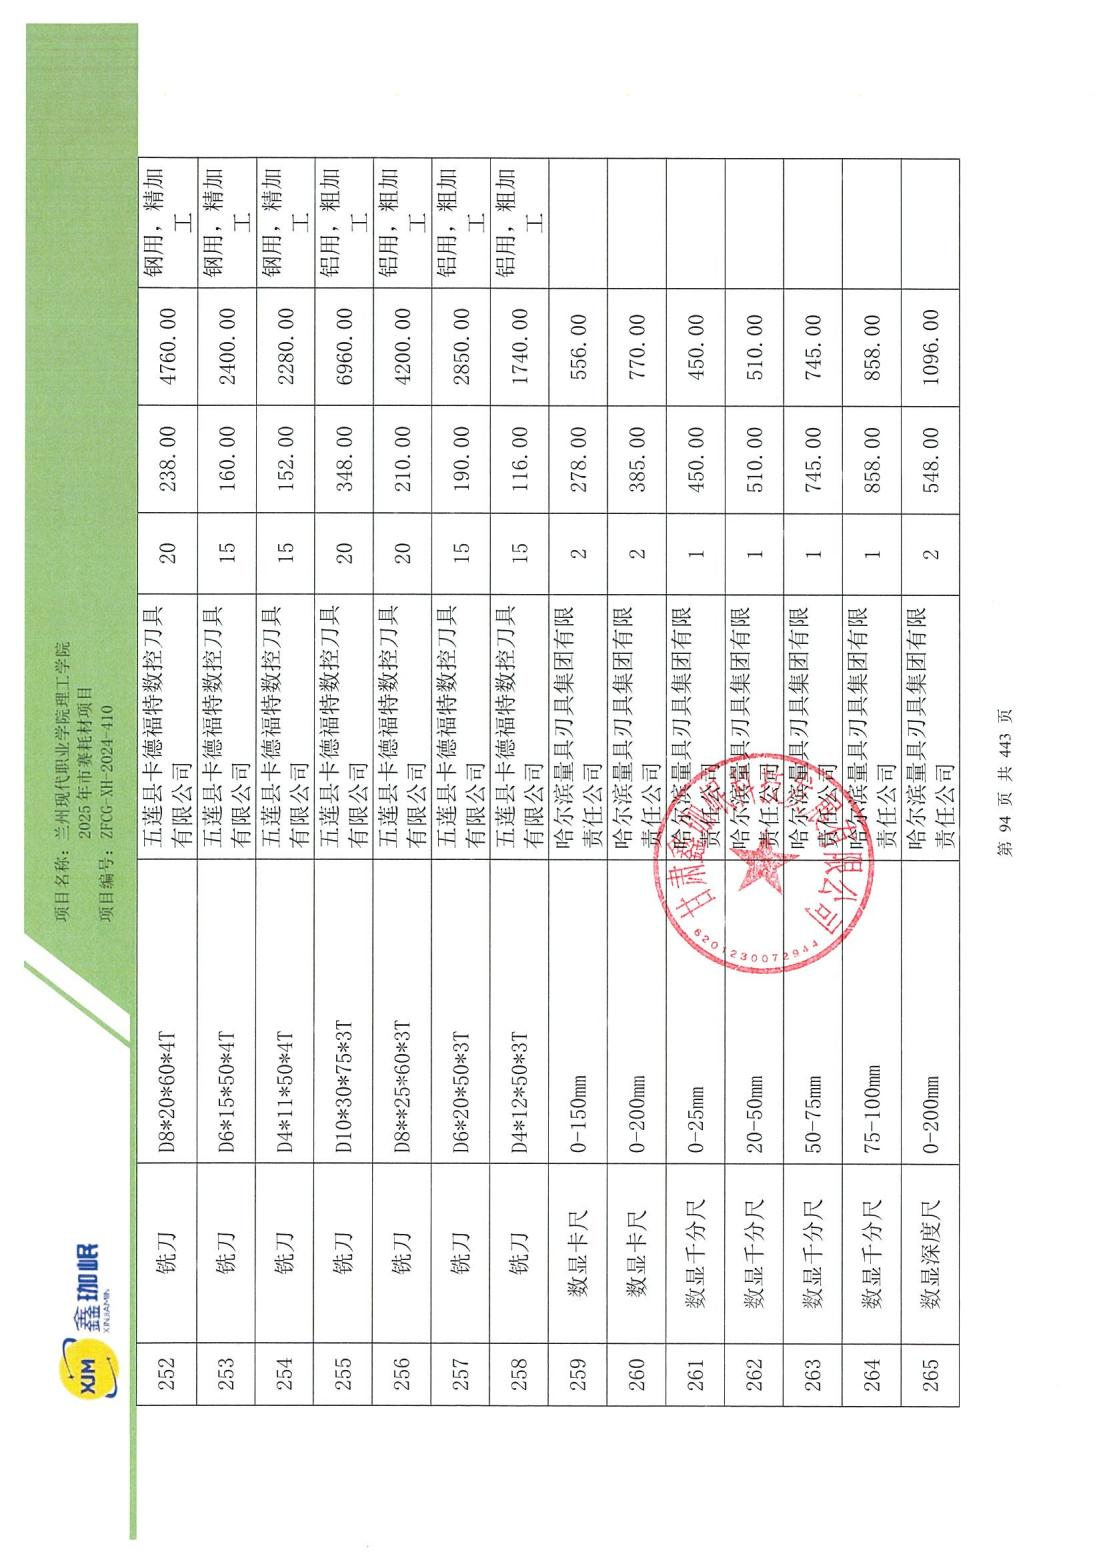 XJM
鑫珈岷
XINJIAMIN
项目名称：兰州现代职业学院理工学院
2025年市赛耗材项目
项目编号：ZFCG-XH-2024-410
252 铣刀 D8*20*60*4T 五莲县卡德福特数控刀具有限公司 20 238.00 4760.00 钢用，精加工
253 铣刀 D6*15*50*4T 五莲县卡德福特数控刀具有限公司 15 160.00 2400.00 钢用，精加工
254 铣刀 D4*11*50*4T 五莲县卡德福特数控刀具有限公司 15 152.00 2280.00 钢用，精加工
255 铣刀 D10*30*75*3T 五莲县卡德福特数控刀具有限公司 20 348.00 6960.00 铝用，粗加工
256 铣刀 D8**25*60*3T 五莲县卡德福特数控刀具有限公司 20 210.00 4200.00 铝用，粗加工
257 铣刀 D6*20*50*3T 五莲县卡德福特数控刀具有限公司 15 190.00 2850.00 铝用，粗加工
258 铣刀 D4*12*50*3T 五莲县卡德福特数控刀具有限公司 15 116.00 1740.00 铝用，粗加工
259 数显卡尺 0-150mm 哈尔滨量具刃具集团有限责任公司 2 278.00 556.00
260 数显卡尺 0-200mm 哈尔滨量具刃具集团有限责任公司 2 385.00 770.00
261 数显千分尺 0-25mm 哈尔滨量具刃具集团有限责任公司 1 450.00 450.00
262 数显千分尺 20-50mm 哈尔滨量具刃具集团有限责任公司 1 510.00 510.00
263 数显千分尺 50-75mm 哈尔滨量具刃具集团有限责任公司 1 745.00 745.00
264 数显千分尺 75-100mm 哈尔滨量具刃具集团有限责任公司 1 858.00 858.00
265 数显深度尺 0-200mm 哈尔滨量具刃具集团有限责任公司 2 548.00 1096.00
甘肃鑫珈岷
有限公司
6201230072944
第 94 页 共 443 页